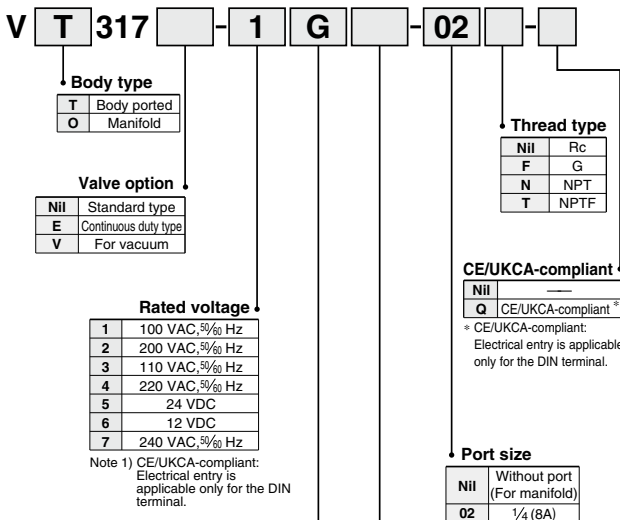 V T 317 - 1 G - 02 -
Body type
T Body ported
O Manifold
Valve option
Nil Standard type
E Continuous duty type
V For vacuum
Rated voltage
1 100 VAC, 50/60 Hz
2 200 VAC, 50/60 Hz
3 110 VAC, 50/60 Hz
4 220 VAC, 50/60 Hz
5 24 VDC
6 12 VDC
7 240 VAC, 50/60 Hz
Note 1) CE/UKCA-compliant:
Electrical entry is
applicable only for the DIN
terminal.
Thread type
Nil Rc
F G
N NPT
T NPTF
CE/UKCA-compliant
Nil —
Q CE/UKCA-compliant *
* CE/UKCA-compliant:
Electrical entry is applicable
only for the DIN terminal.
Port size
Nil Without port
(For manifold)
02 1/4 (8A)